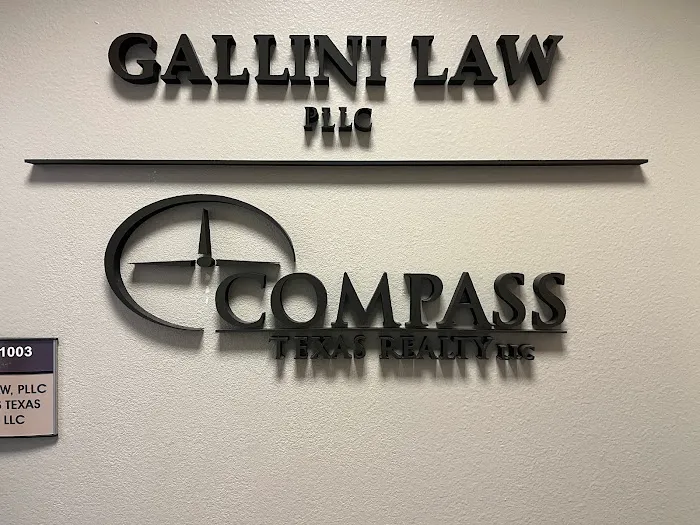 GALLINI LAW
PLLC
COMPASS
TEXAS REALTY LLC
1003
W, PLLC
TEXAS
LLC